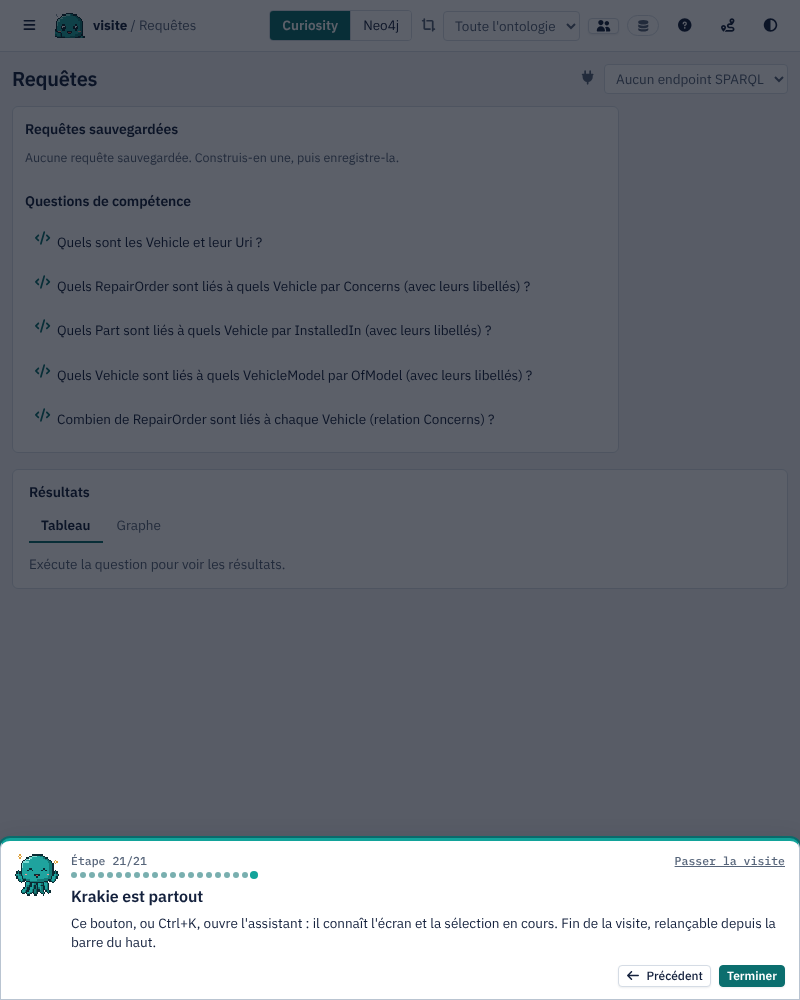 visite / Requêtes
Curiosity
Neo4j
Toute l'ontologie
Requêtes
Aucun endpoint SPARQL
Requêtes sauvegardées
Aucune requête sauvegardée. Construis-en une, puis enregistre-la.
Questions de compétence
Quels sont les Vehicle et leur Uri ?
Quels RepairOrder sont liés à quels Vehicle par Concerns (avec leurs libellés) ?
Quels Part sont liés à quels Vehicle par InstalledIn (avec leurs libellés) ?
Quels Vehicle sont liés à quels VehicleModel par OfModel (avec leurs libellés) ?
Combien de RepairOrder sont liés à chaque Vehicle (relation Concerns) ?
Résultats
Tableau
Graphe
Exécute la question pour voir les résultats.
Étape 21/21
Passer la visite
Krakie est partout
Ce bouton, ou Ctrl+K, ouvre l'assistant : il connaît l'écran et la sélection en cours. Fin de la visite, relançable depuis la
barre du haut.
← Précédent
Terminer